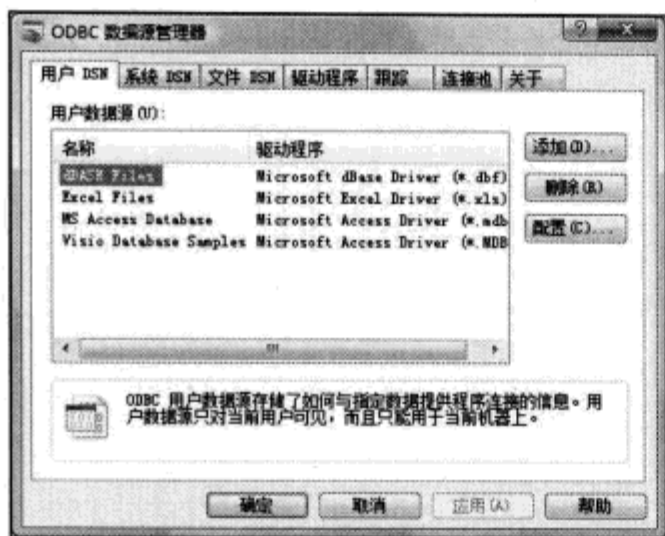 ODBC 数据源管理器
用户 DSN 系统 DSN 文件 DSN 驱动程序 跟踪 连接池 关于
用户数据源(U):
名称 驱动程序
dBASE Files Microsoft dBase Driver (*.dbf)
Excel Files Microsoft Excel Driver (*.xls)
MS Access Database Microsoft Access Driver (*.mdb
Visio Database Samples Microsoft Access Driver (*.MDB
添加(D)...
删除(R)
配置(C)...
ODBC 用户数据源存储了如何与指定数据提供程序连接的信息。用
户数据源只对当前用户可见，而且只能用于当前机器上。
确定 取消 应用(A) 帮助